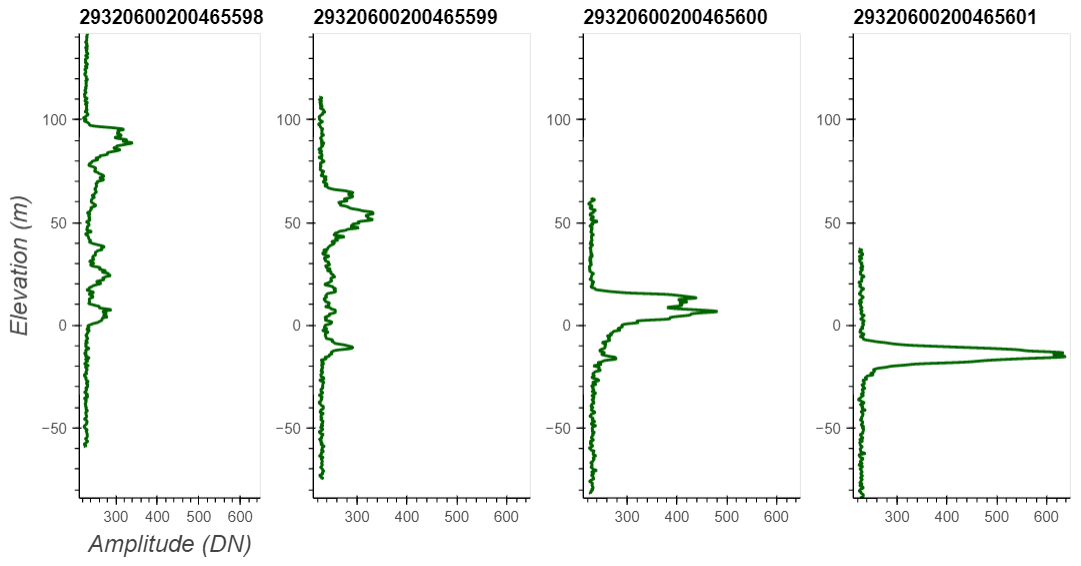 29320600200465598 29320600200465599 29320600200465600 29320600200465601
100 100 100 100
50 50 50 50
0 0 0 0
−50 −50 −50 −50
Elevation (m)
300 400 500 600 300 400 500 600 300 400 500 600 300 400 500 600
Amplitude (DN)